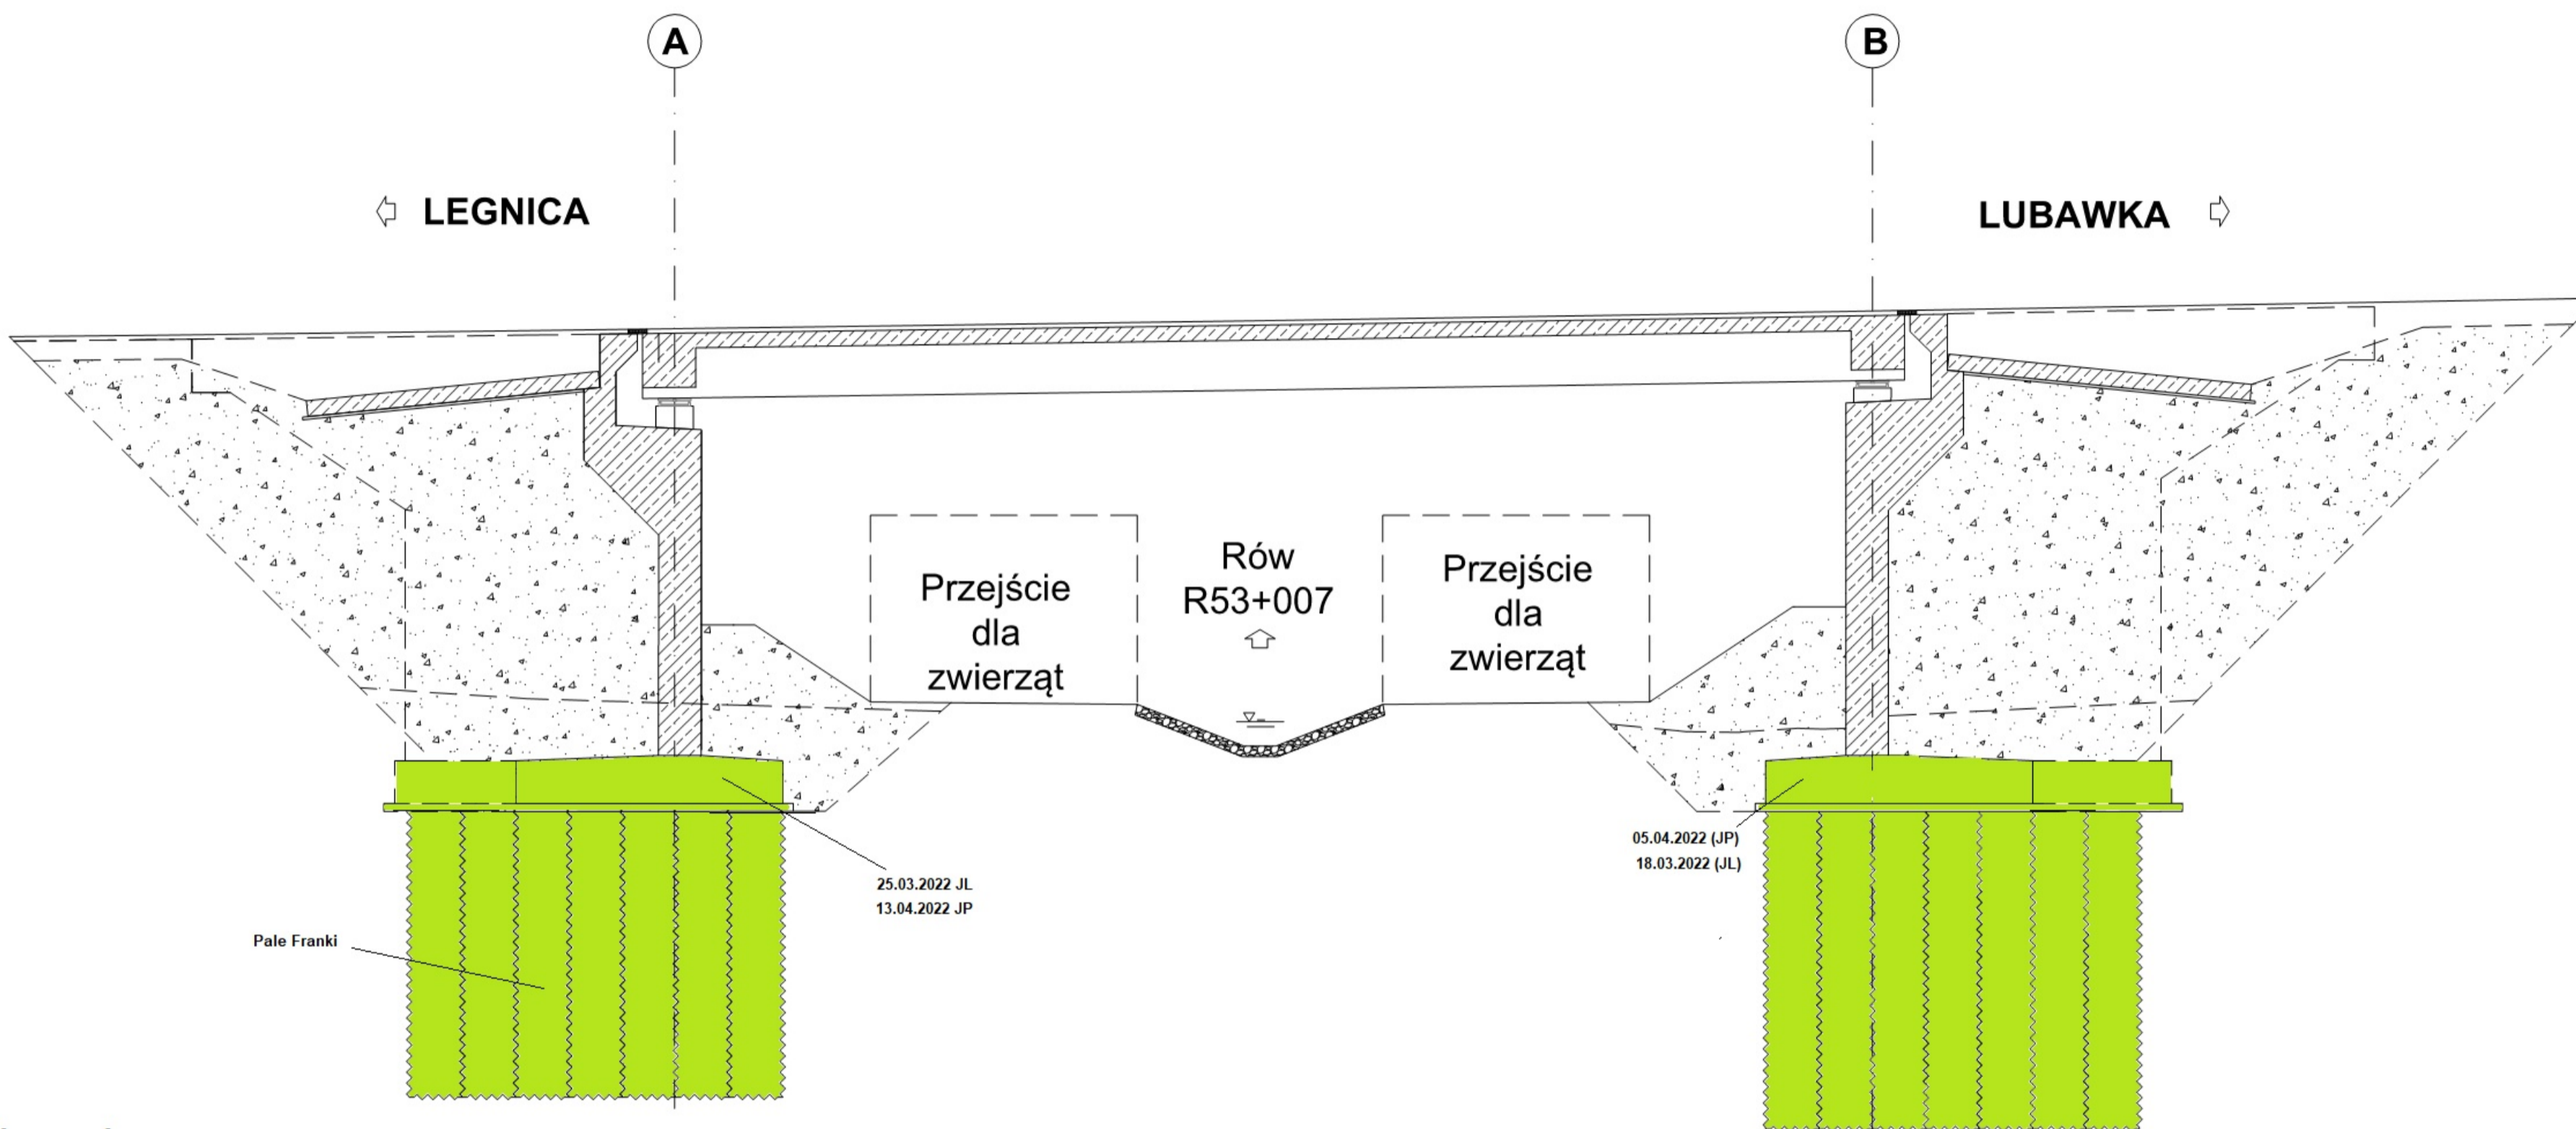 A
B
LEGNICA
LUBAWKA
Przejście
dla
zwierząt
Rów
R53+007
Przejście
dla
zwierząt
25.03.2022 JL
13.04.2022 JP
05.04.2022 (JP)
18.03.2022 (JL)
Pale Franki